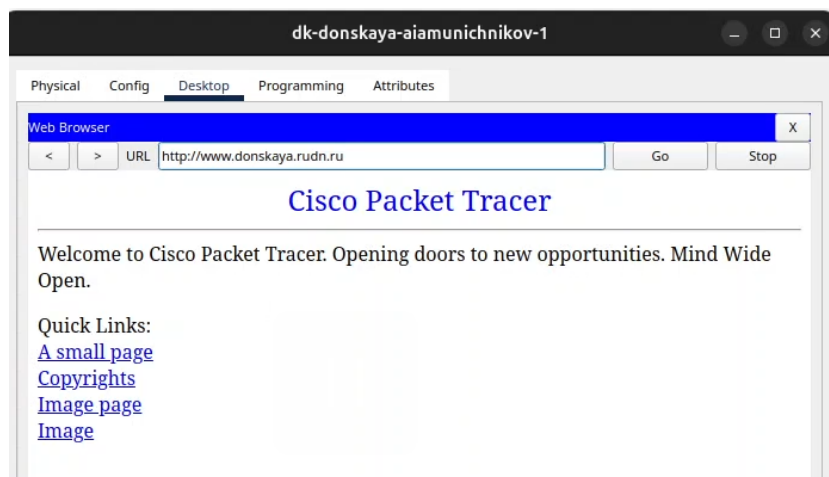 dk-donskaya-aiamunichnikov-1
Physical Config Desktop Programming Attributes
Web Browser X
< > URL http://www.donskaya.rudn.ru Go Stop
Cisco Packet Tracer
Welcome to Cisco Packet Tracer. Opening doors to new opportunities. Mind Wide
Open.
Quick Links:
A small page
Copyrights
Image page
Image